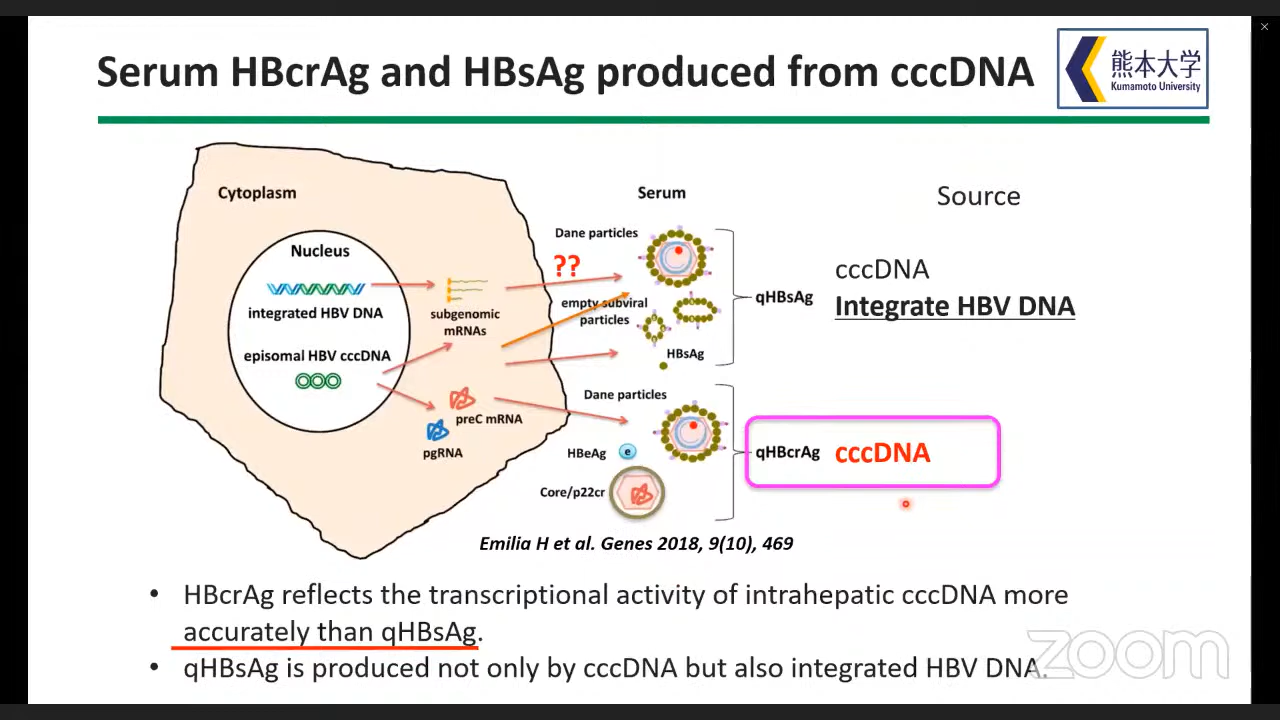 Serum HBcrAg and HBsAg produced from cccDNA
熊本大学
Kumamoto University
Cytoplasm
Serum
Source
Dane particles
Nucleus
??
cccDNA
integrated HBV DNA
subgenomic
mRNAs
empty subviral
particles
qHBsAg
Integrate HBV DNA
episomal HBV cccDNA
HBsAg
Dane particles
preC mRNA
pgRNA
HBeAg
e
qHBcrAg
cccDNA
Core/p22cr
Emilia H et al. Genes 2018, 9(10), 469
• HBcrAg reflects the transcriptional activity of intrahepatic cccDNA more
accurately than qHBsAg.
• qHBsAg is produced not only by cccDNA but also integrated HBV DNA.
zoom